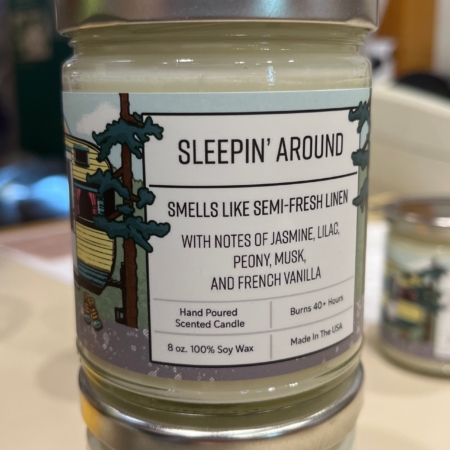 SLEEPIN' AROUND
SMELLS LIKE SEMI-FRESH LINEN
WITH NOTES OF JASMINE, LILAC,
PEONY, MUSK,
AND FRENCH VANILLA
Hand Poured
Scented Candle
Burns 40+ Hours
8 oz. 100% Soy Wax
Made In The USA